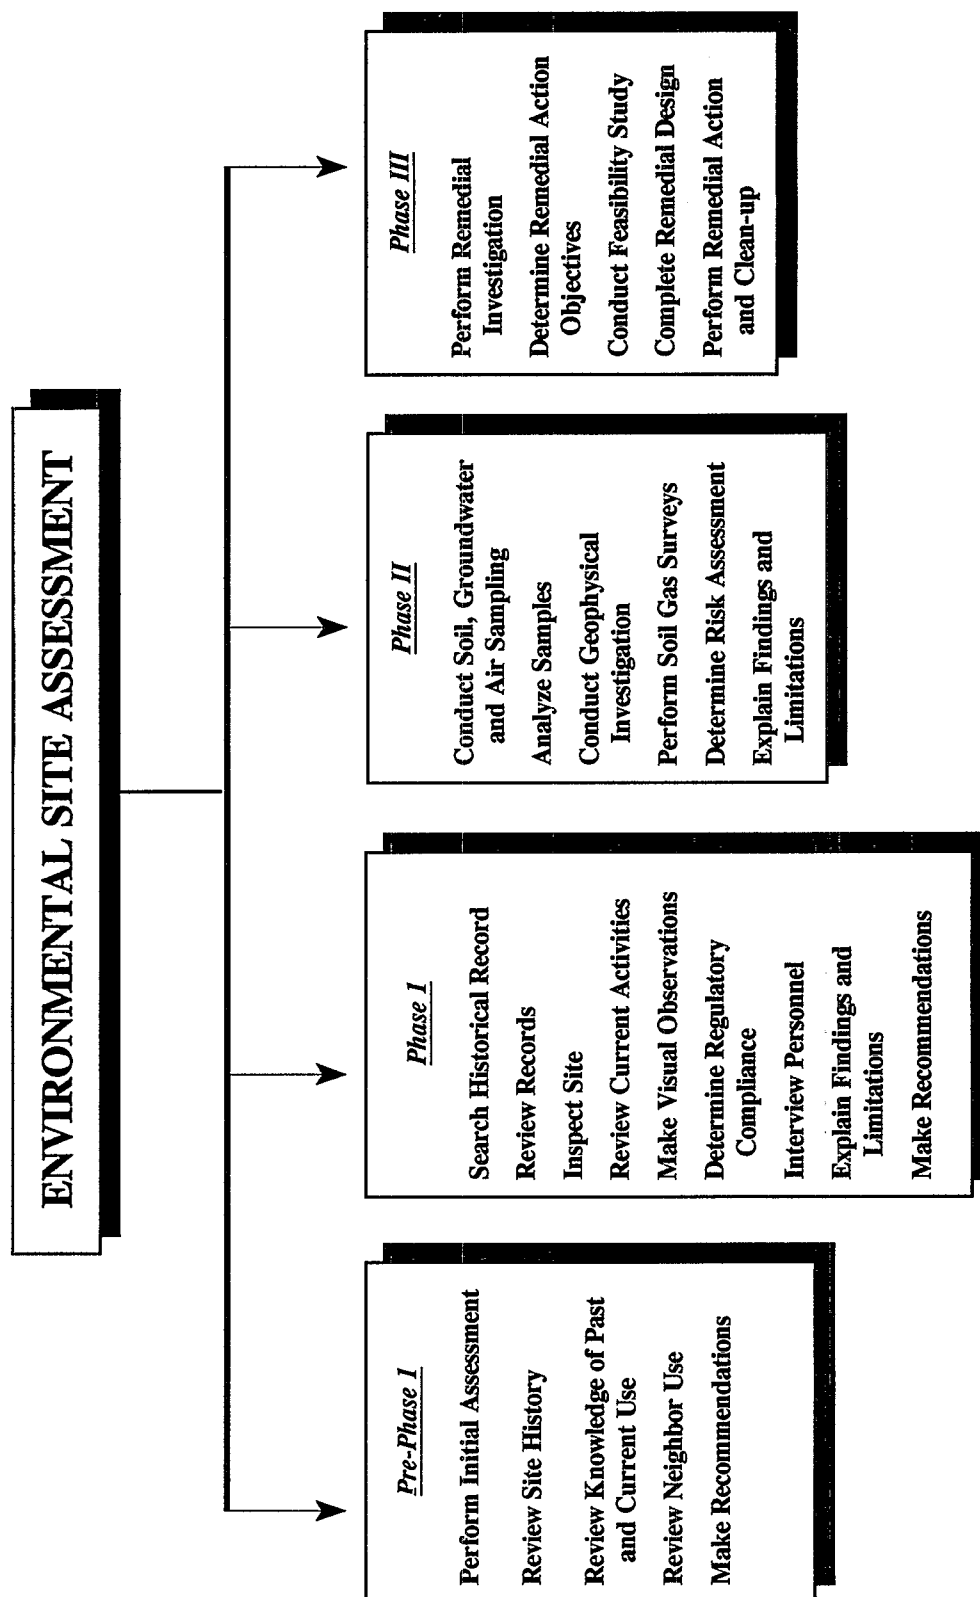 ENVIRONMENTAL SITE ASSESSMENT
Pre-Phase I
Perform Initial Assessment
Review Site History
Review Knowledge of Past
and Current Use
Review Neighbor Use
Make Recommendations
Phase I
Search Historical Record
Review Records
Inspect Site
Review Current Activities
Make Visual Observations
Determine Regulatory
Compliance
Interview Personnel
Explain Findings and
Limitations
Make Recommendations
Phase II
Conduct Soil, Groundwater
and Air Sampling
Analyze Samples
Conduct Geophysical
Investigation
Perform Soil Gas Surveys
Determine Risk Assessment
Explain Findings and
Limitations
Phase III
Perform Remedial
Investigation
Determine Remedial Action
Objectives
Conduct Feasibility Study
Complete Remedial Design
Perform Remedial Action
and Clean-up